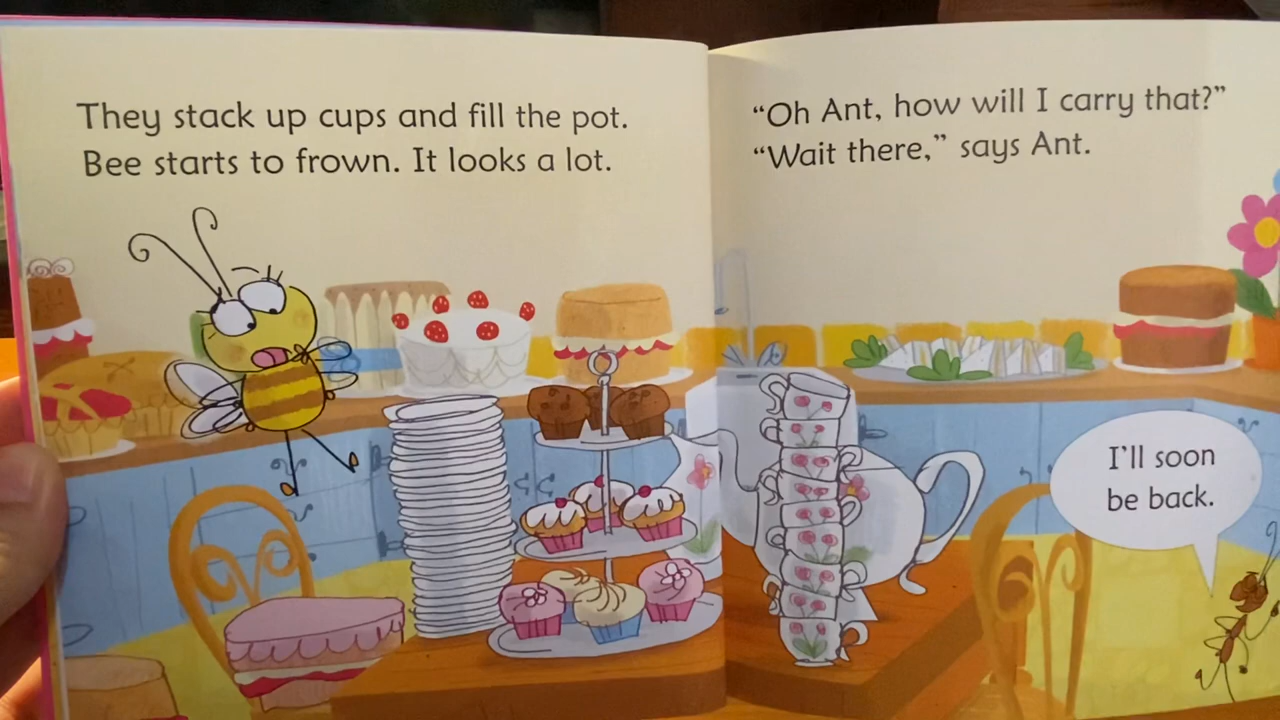 They stack up cups and fill the pot.
Bee starts to frown. It looks a lot.
“Oh Ant, how will I carry that?”
“Wait there,” says Ant.
I’ll soon
be back.